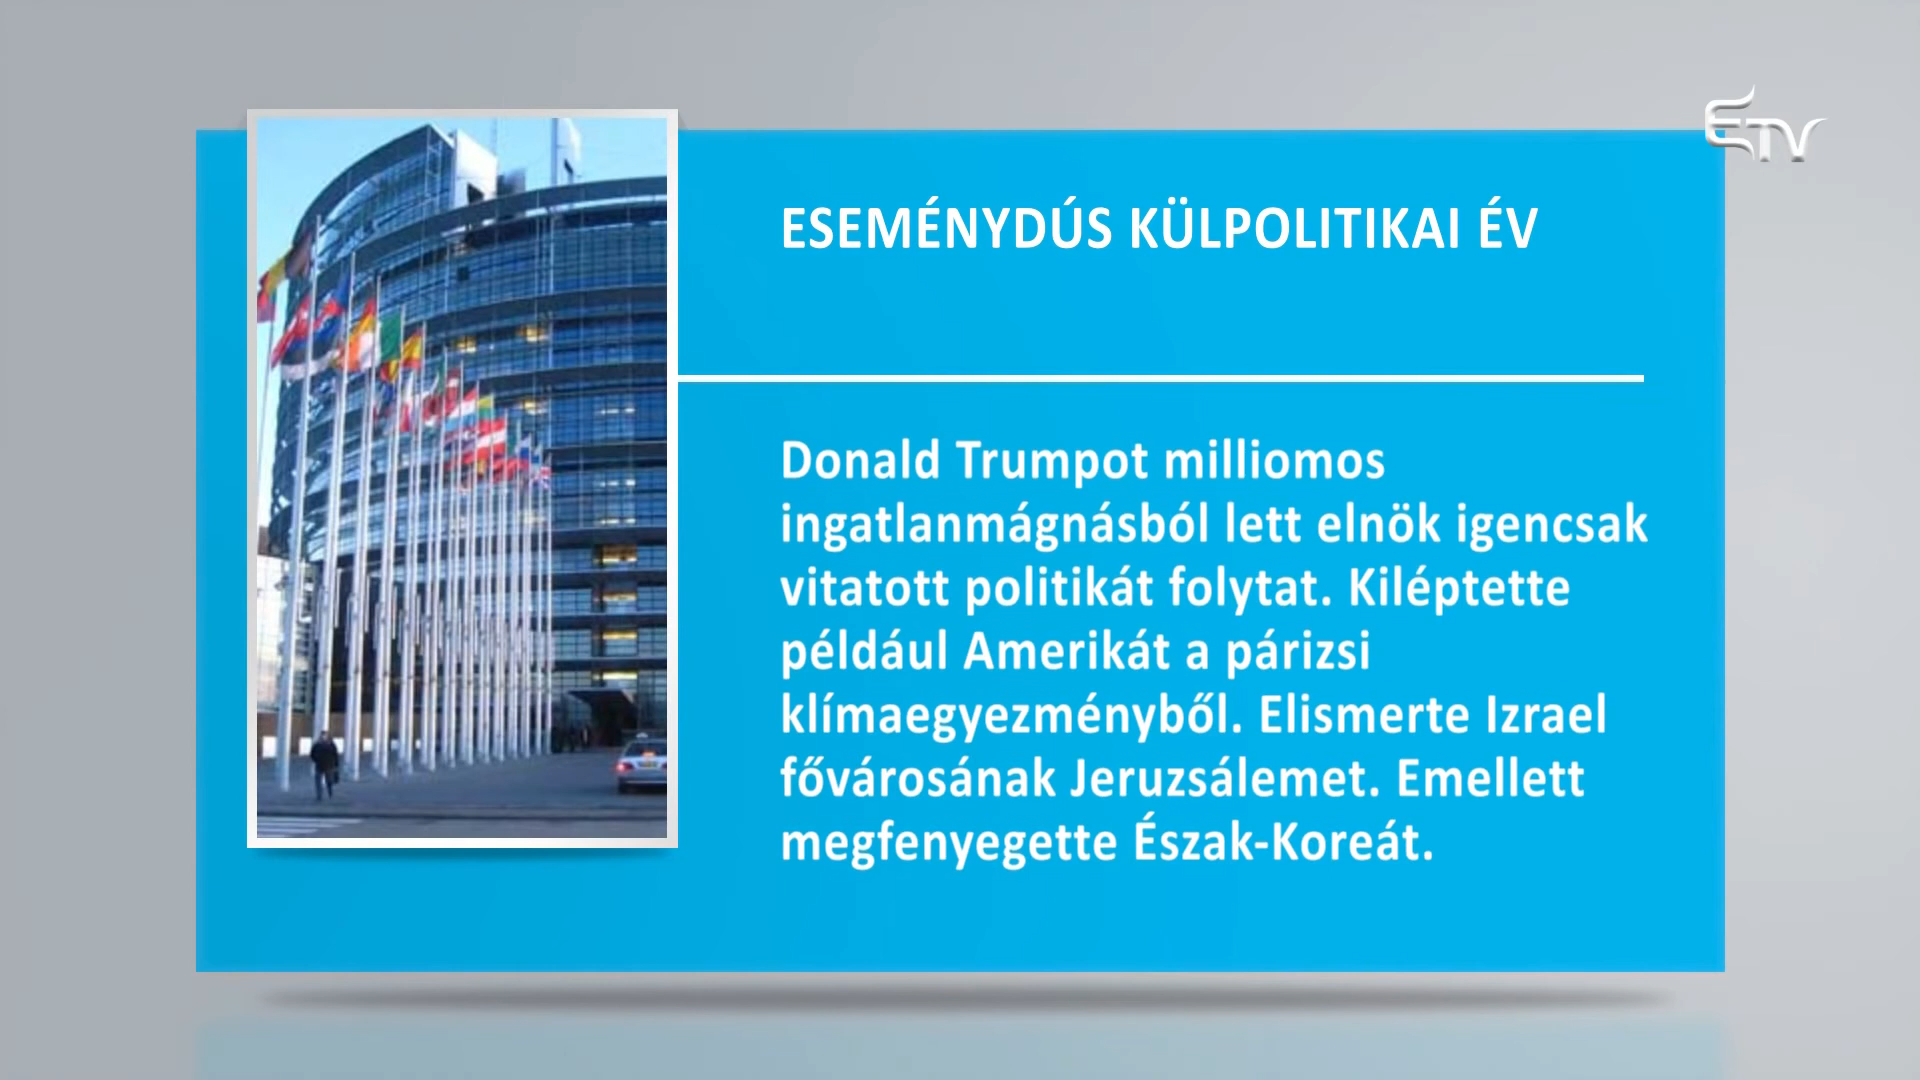 ETV
ESEMÉNYDÚS KÜLPOLITIKAI ÉV
Donald Trumpot milliomos
ingatlanmágnásból lett elnök igencsak
vitatott politikát folytat. Kiléptette
például Amerikát a párizsi
klímaegyezményből. Elismerte Izrael
fővárosának Jeruzsálemet. Emellett
megfenyegette Észak-Koreát.